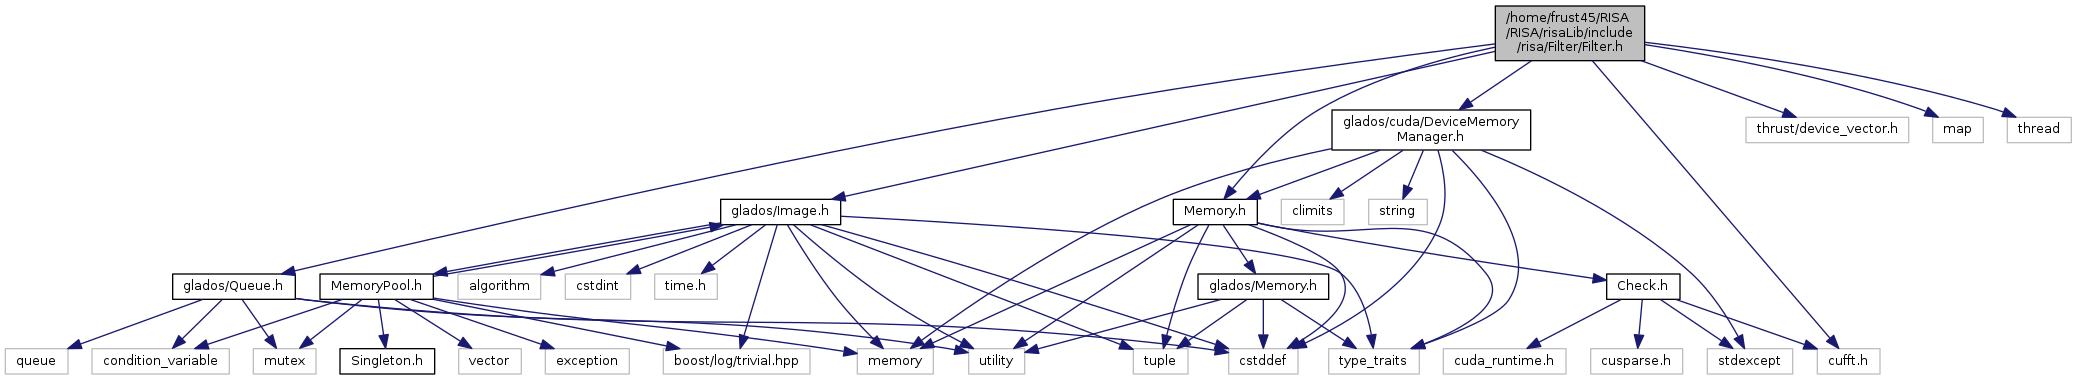 /home/frust45/RISA
/RISA/risaLib/include
/risa/Filter/Filter.h
glados/cuda/DeviceMemory
Manager.h
thrust/device_vector.h
map
thread
glados/Image.h
Memory.h
climits
string
glados/Queue.h
MemoryPool.h
algorithm
cstdint
time.h
glados/Memory.h
Check.h
queue
condition_variable
mutex
Singleton.h
vector
exception
boost/log/trivial.hpp
memory
utility
tuple
cstddef
type_traits
cuda_runtime.h
cusparse.h
stdexcept
cufft.h